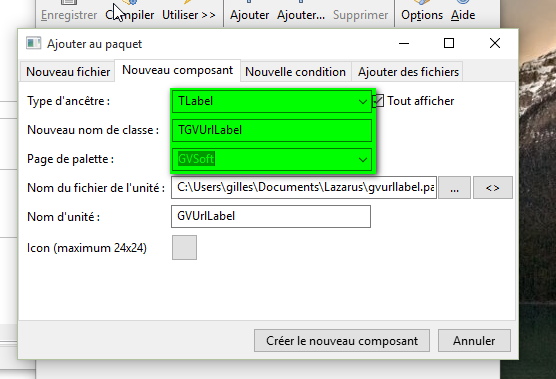 Enregistrer Compiler Utiliser >> Ajouter Ajouter... Supprimer Options Aide
Ajouter au paquet
Nouveau fichier Nouveau composant Nouvelle condition Ajouter des fichiers
Type d'ancêtre : TLabel Tout afficher
Nouveau nom de classe : TGVUrlLabel
Page de palette : GVSoft
Nom du fichier de l'unité : C:\Users\gilles\Documents\Lazarus\gvurllabel.pa ... <>
Nom d'unité : GVUrlLabel
Icon (maximum 24x24)
Créer le nouveau composant Annuler